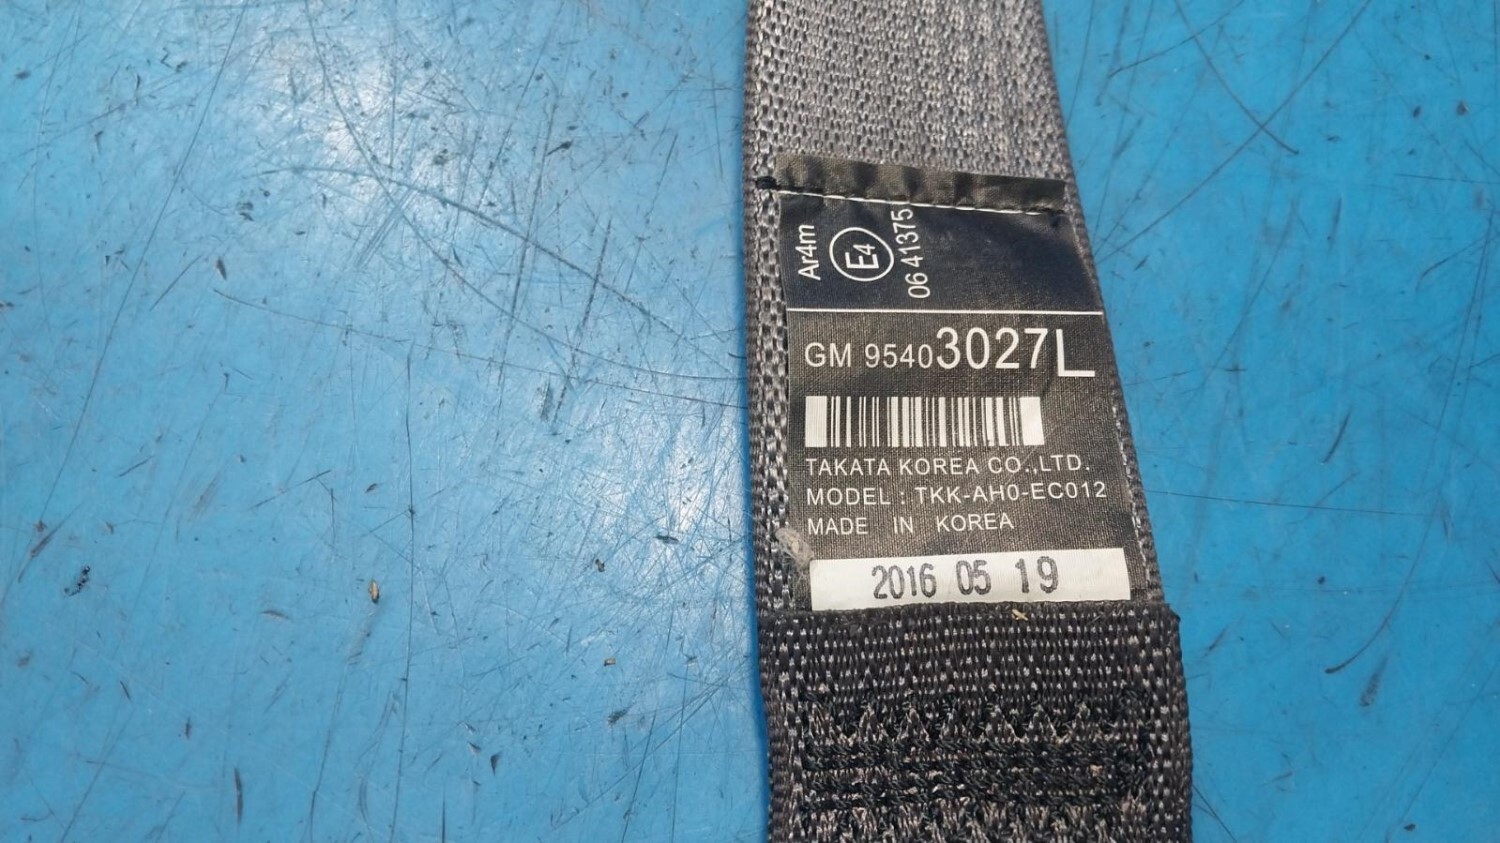 Ar4m
E4
06 41375
GM 95403027L
TAKATA KOREA CO.,LTD.
MODEL : TKK-AH0-EC012
MADE IN KOREA
2016 05 19